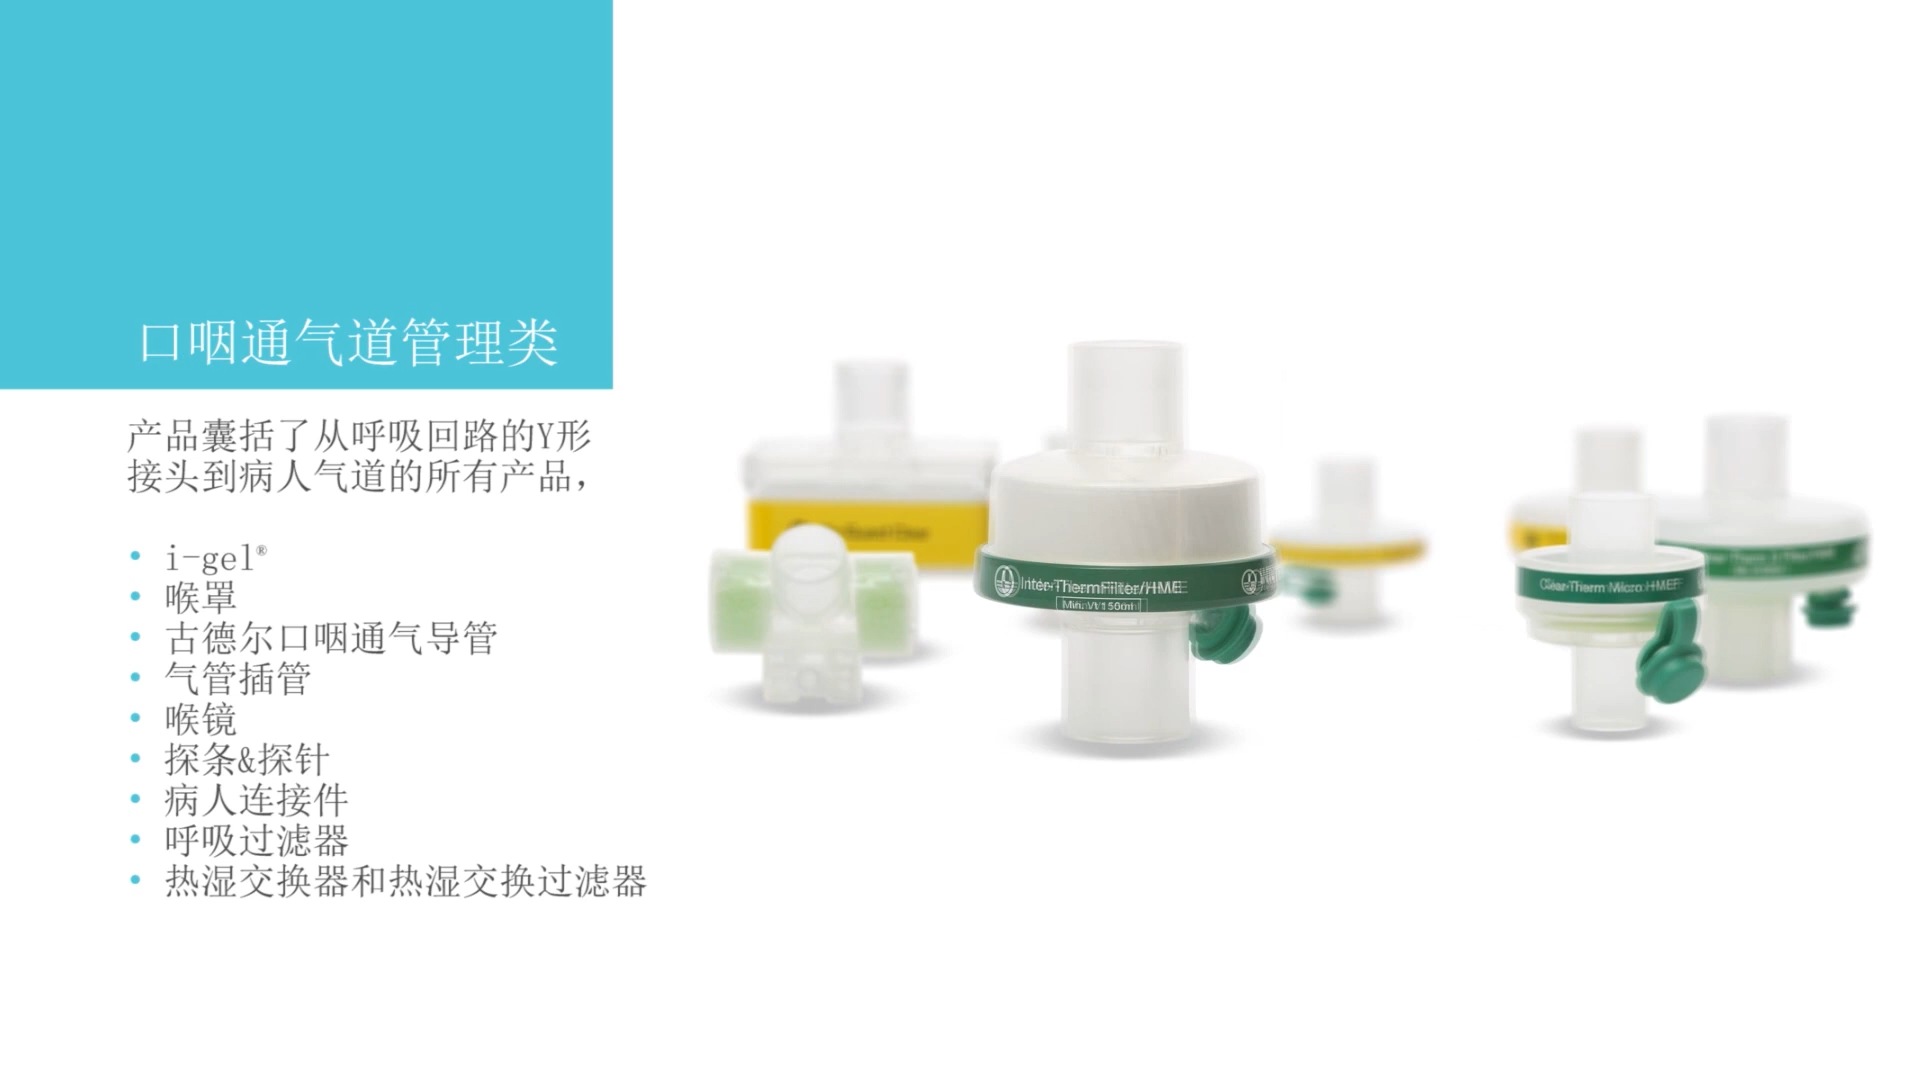 口咽通气道管理类
产品囊括了从呼吸回路的Y形
接头到病人气道的所有产品，
• i-gel®
• 喉罩
• 古德尔口咽通气导管
• 气管插管
• 喉镜
• 探条&探针
• 病人连接件
• 呼吸过滤器
• 热湿交换器和热湿交换过滤器
Inter-Therm Filter/HME
Min. Vt 150ml
Clear-Therm Micro HMEF